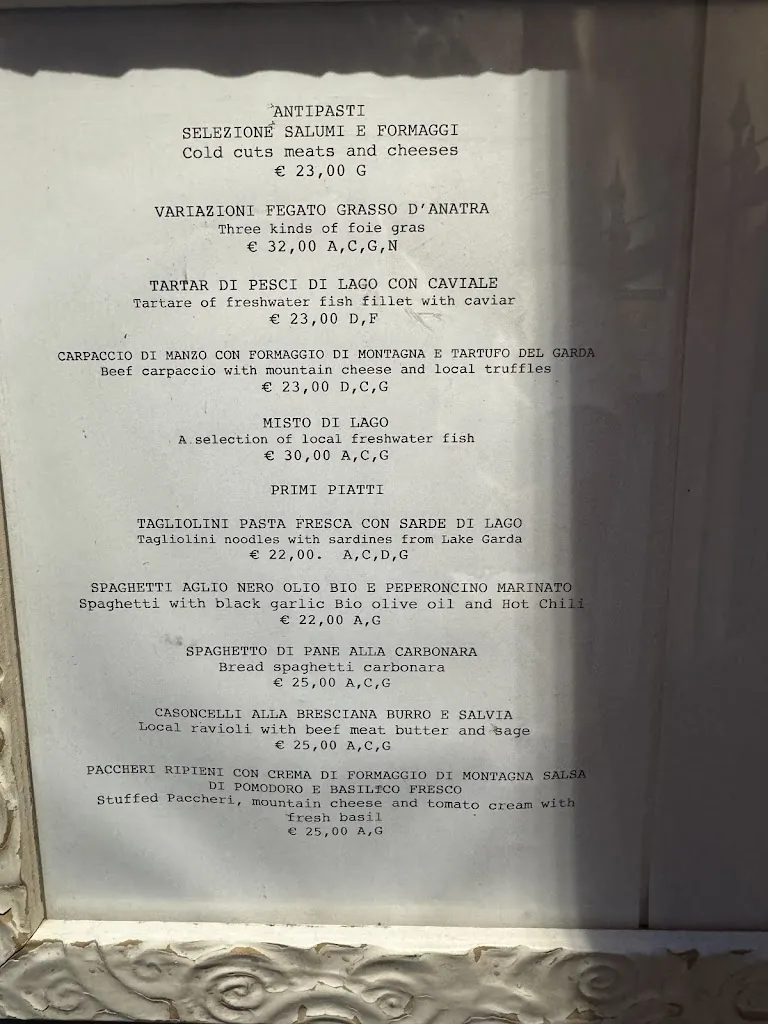 ANTIPASTI
SELEZIONE SALUMI E FORMAGGI
Cold cuts meats and cheeses
€ 23,00 G
VARIAZIONI FEGATO GRASSO D'ANATRA
Three kinds of foie gras
€ 32,00 A,C,G,N
TARTAR DI PESCI DI LAGO CON CAVIALE
Tartare of freshwater fish fillet with caviar
€ 23,00 D,F
CARPACCIO DI MANZO CON FORMAGGIO DI MONTAGNA E TARTUFO DEL GARDA
Beef carpaccio with mountain cheese and local truffles
€ 23,00 D,C,G
MISTO DI LAGO
A selection of local freshwater fish
€ 30,00 A,C,G
PRIMI PIATTI
TAGLIOLINI PASTA FRESCA CON SARDE DI LAGO
Tagliolini noodles with sardines from Lake Garda
€ 22,00. A,C,D,G
SPAGHETTI AGLIO NERO OLIO BIO E PEPERONCINO MARINATO
Spaghetti with black garlic Bio olive oil and Hot Chili
€ 22,00 A,G
SPAGHETTO DI PANE ALLA CARBONARA
Bread spaghetti carbonara
€ 25,00 A,C,G
CASONCELLI ALLA BRESCIANA BURRO E SALVIA
Local ravioli with beef meat butter and sage
€ 25,00 A,C,G
PACCHERI RIPIENI CON CREMA DI FORMAGGIO DI MONTAGNA SALSA
DI POMODORO E BASILICO FRESCO
Stuffed Paccheri, mountain cheese and tomato cream with
fresh basil
€ 25,00 A,G